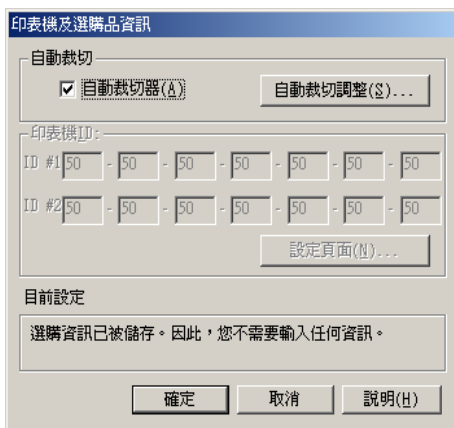 印表機及選購品資訊
自動裁切
自動裁切器(A) 自動裁切調整(S)...
印表機ID:
ID #1 50 - 50 - 50 - 50 - 50 - 50 - 50
ID #2 50 - 50 - 50 - 50 - 50 - 50 - 50
設定頁面(N)...
目前設定
選購資訊已被儲存。因此，您不需要輸入任何資訊。
確定 取消 說明(H)